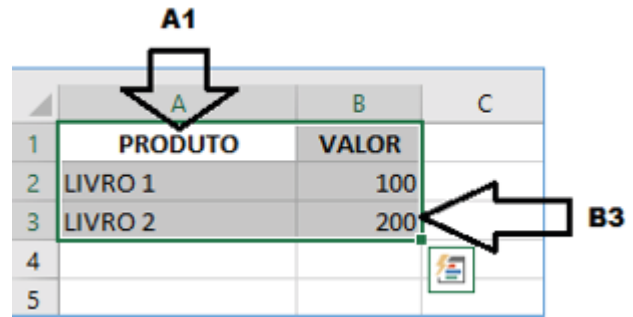 A1
A B C
1 PRODUTO VALOR
2 LIVRO 1 100
3 LIVRO 2 200 B3
4
5